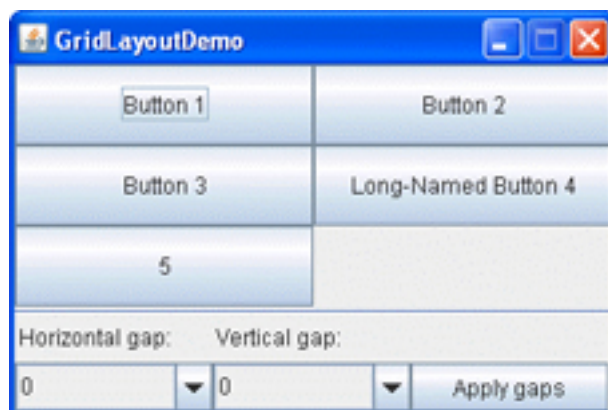 GridLayoutDemo
Button 1 Button 2
Button 3 Long-Named Button 4
5
Horizontal gap: Vertical gap:
0 0 Apply gaps